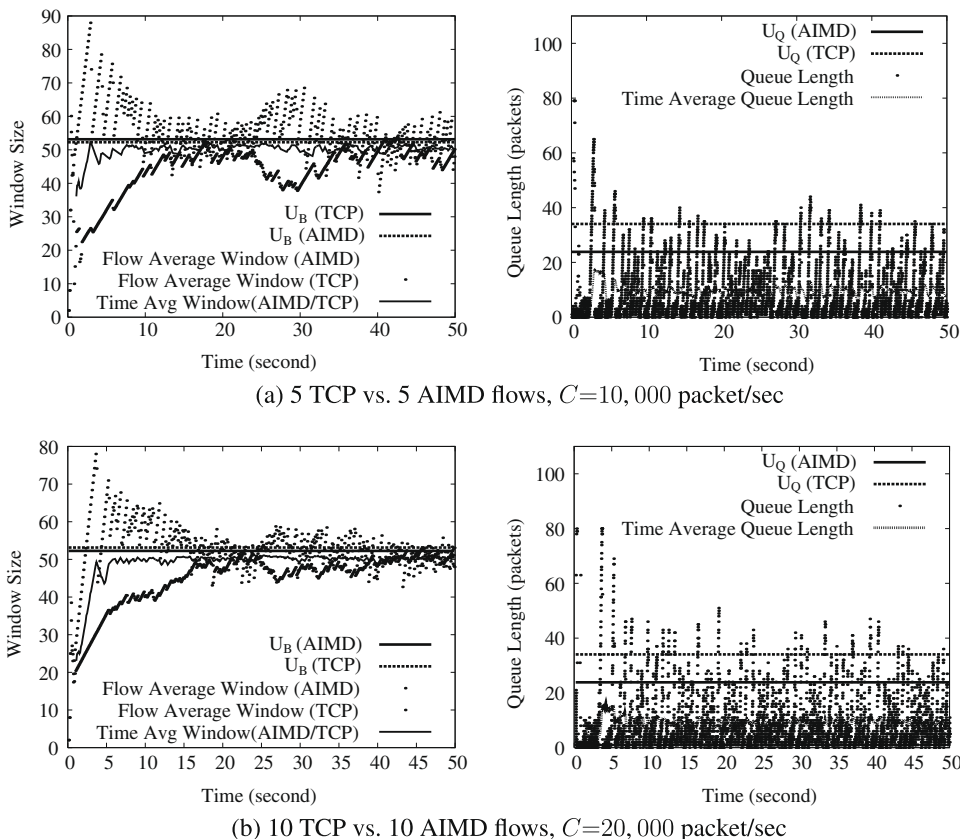 90
80
70
60
50
40
30
20
10
0
Window Size
U_B (TCP)
U_B (AIMD)
Flow Average Window (AIMD)
Flow Average Window (TCP)
Time Avg Window(AIMD/TCP)
0 10 20 30 40 50
Time (second)
100
80
60
40
20
0
Queue Length (packets)
U_Q (AIMD)
U_Q (TCP)
Queue Length
Time Average Queue Length
0 5 10 15 20 25 30 35 40 45 50
Time (second)
(a) 5 TCP vs. 5 AIMD flows, C=10, 000 packet/sec
80
70
60
50
40
30
20
10
0
Window Size
U_B (AIMD)
U_B (TCP)
Flow Average Window (AIMD)
Flow Average Window (TCP)
Time Avg Window(AIMD/TCP)
0 5 10 15 20 25 30 35 40 45 50
Time (second)
100
80
60
40
20
0
Queue Length (packets)
U_Q (AIMD)
U_Q (TCP)
Queue Length
Time Average Queue Length
0 5 10 15 20 25 30 35 40 45 50
Time (second)
(b) 10 TCP vs. 10 AIMD flows, C=20, 000 packet/sec